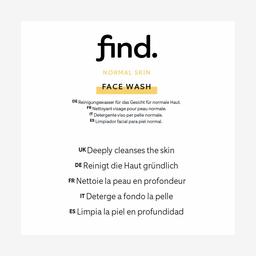 find.
NORMAL SKIN
FACE WASH
DE Reinigungswasser für das Gesicht für normale Haut.
FR Nettoyant visage pour peau normale.
IT Detergente viso per pelle normale.
ES Limpiador facial para piel normal.
UK Deeply cleanses the skin
DE Reinigt die Haut gründlich
FR Nettoie la peau en profondeur
IT Deterge a fondo la pelle
ES Limpia la piel en profundidad